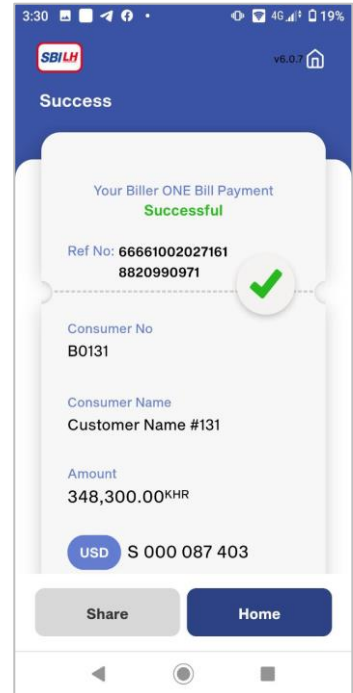 3:30
4G
19%
SBILH
v6.0.7
Success
Your Biller ONE Bill Payment
Successful
Ref No: 66661002027161
8820990971
Consumer No
B0131
Consumer Name
Customer Name #131
Amount
348,300.00KHR
USD S 000 087 403
Share
Home